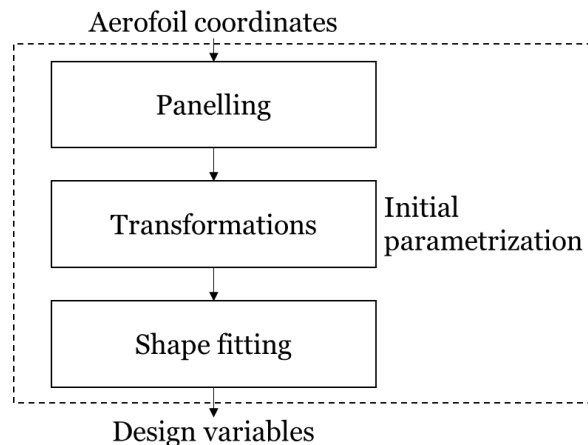 Aerofoil coordinates
Panelling
Transformations
Initial
parametrization
Shape fitting
Design variables